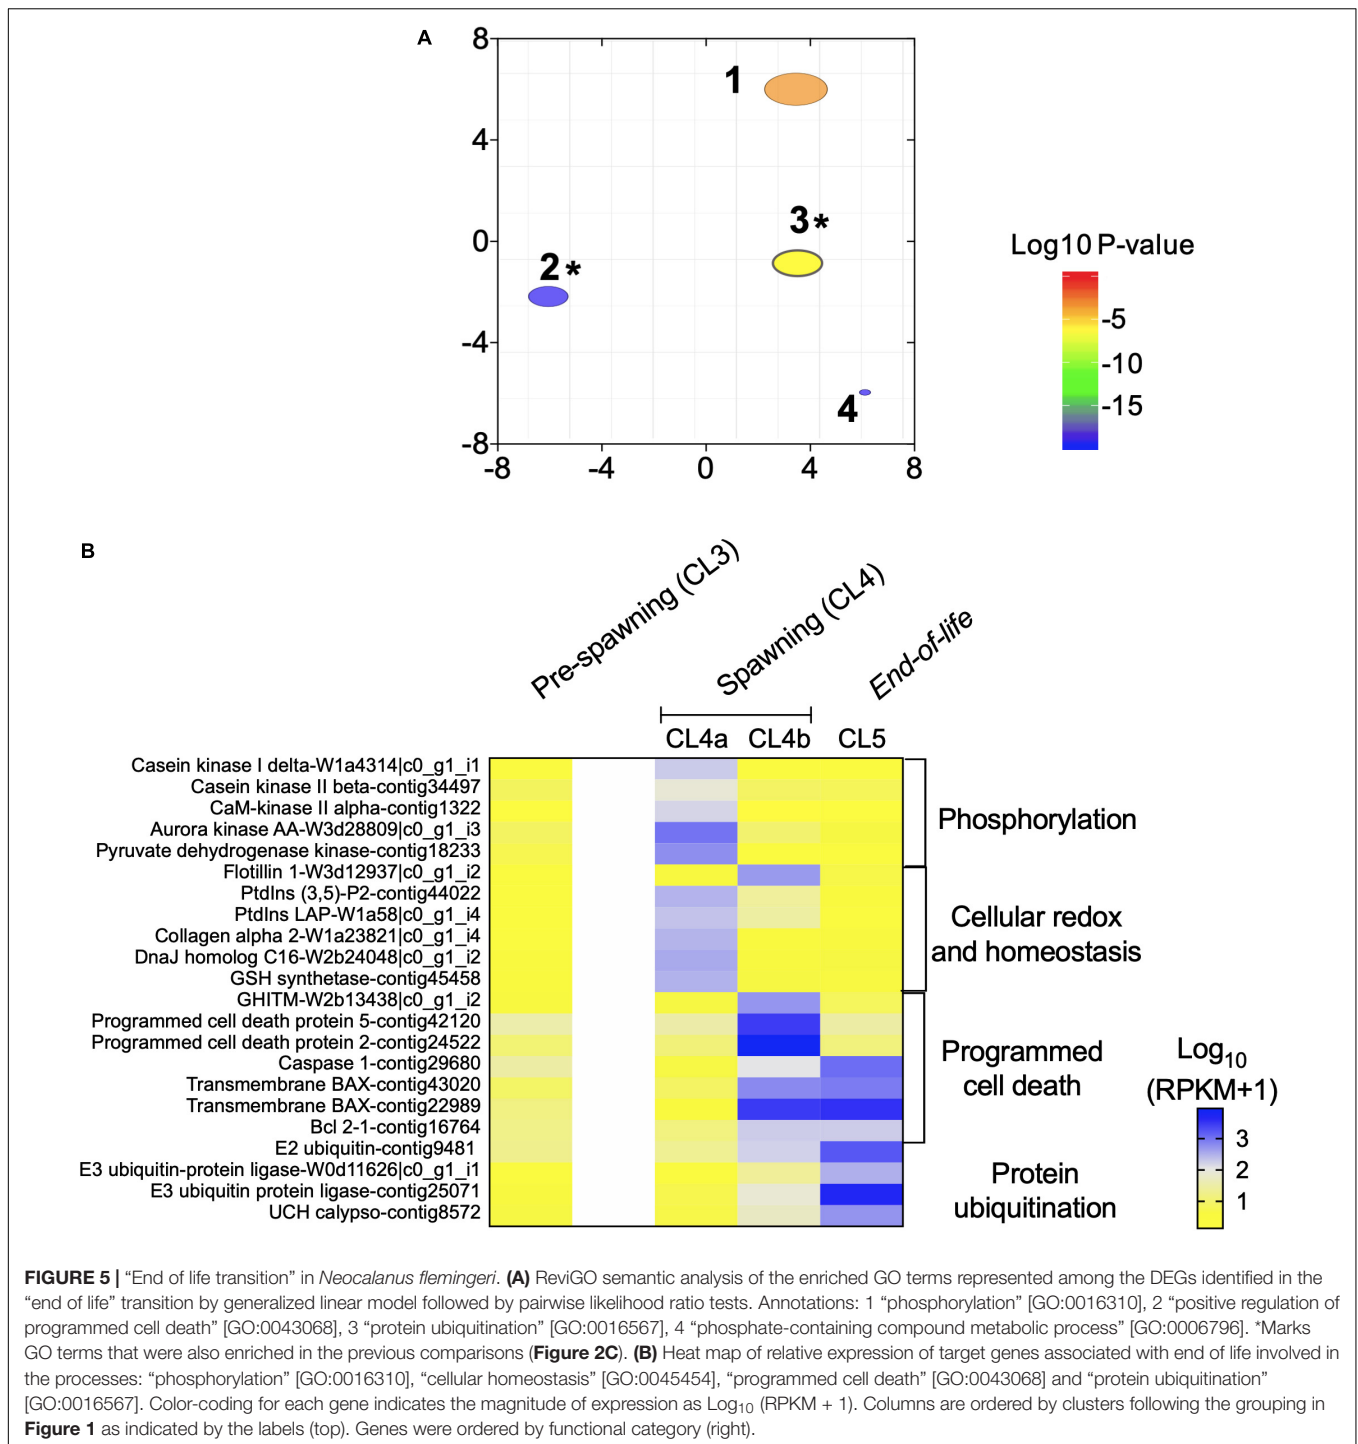 A
8
4
0
-4
-8
-8
-4
0
4
8
1
2*
3*
4
Log10 P-value
-5
-10
-15
B
Pre-spawning (CL3)
Spawning (CL4)
End-of-life
CL4a
CL4b
CL5
Casein kinase I delta-W1a4314|c0_g1_i1
Casein kinase II beta-contig34497
CaM-kinase II alpha-contig1322
Aurora kinase AA-W3d28809|c0_g1_i3
Pyruvate dehydrogenase kinase-contig18233
Flotillin 1-W3d12937|c0_g1_i2
PtdIns (3,5)-P2-contig44022
PtdIns LAP-W1a58|c0_g1_i4
Collagen alpha 2-W1a23821|c0_g1_i4
DnaJ homolog C16-W2b24048|c0_g1_i2
GSH synthetase-contig45458
GHITM-W2b13438|c0_g1_i2
Programmed cell death protein 5-contig42120
Programmed cell death protein 2-contig24522
Caspase 1-contig29680
Transmembrane BAX-contig43020
Transmembrane BAX-contig22989
Bcl 2-1-contig16764
E2 ubiquitin-contig9481
E3 ubiquitin-protein ligase-W0d11626|c0_g1_i1
E3 ubiquitin protein ligase-contig25071
UCH calypso-contig8572
Phosphorylation
Cellular redox
and homeostasis
Programmed
cell death
Protein
ubiquitination
Log10
(RPKM+1)
3
2
1
FIGURE 5 | “End of life transition” in Neocalanus flemingeri. (A) ReviGO semantic analysis of the enriched GO terms represented among the DEGs identified in the
“end of life” transition by generalized linear model followed by pairwise likelihood ratio tests. Annotations: 1 “phosphorylation” [GO:0016310], 2 “positive regulation of
programmed cell death” [GO:0043068], 3 “protein ubiquitination” [GO:0016567], 4 “phosphate-containing compound metabolic process” [GO:0006796]. *Marks
GO terms that were also enriched in the previous comparisons (Figure 2C). (B) Heat map of relative expression of target genes associated with end of life involved in
the processes: “phosphorylation” [GO:0016310], “cellular homeostasis” [GO:0045454], “programmed cell death” [GO:0043068] and “protein ubiquitination”
[GO:0016567]. Color-coding for each gene indicates the magnitude of expression as Log10 (RPKM + 1). Columns are ordered by clusters following the grouping in
Figure 1 as indicated by the labels (top). Genes were ordered by functional category (right).